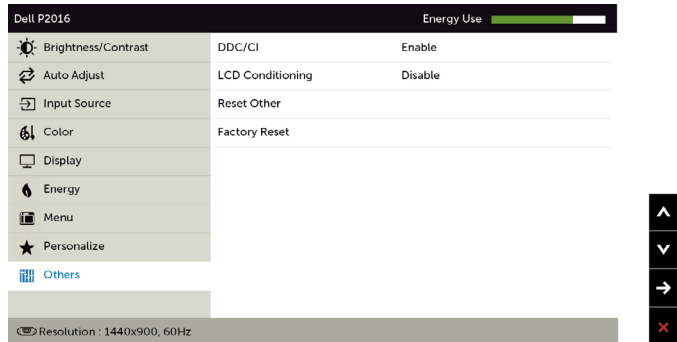 Dell P2016 Energy Use
Brightness/Contrast DDC/CI Enable
Auto Adjust LCD Conditioning Disable
Input Source Reset Other
Color Factory Reset
Display
Energy
Menu
Personalize
Others
Resolution : 1440x900, 60Hz